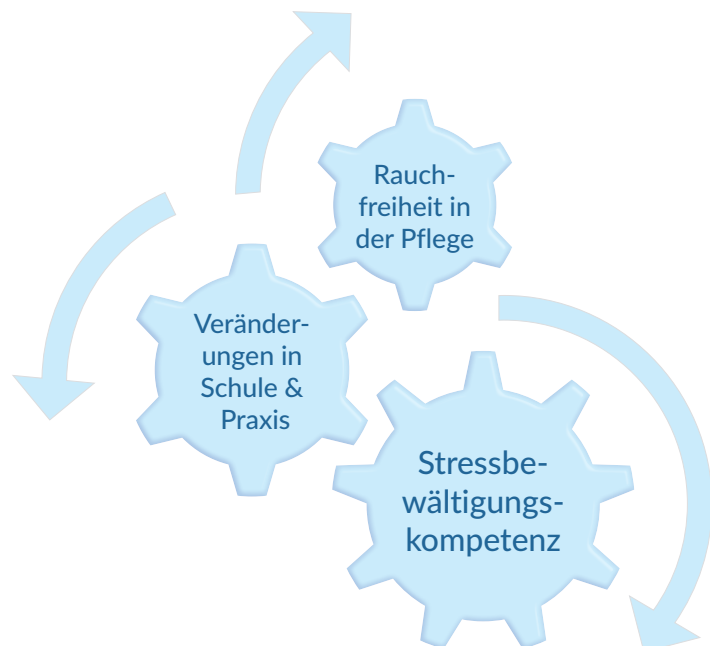 Rauch-
freiheit in
der Pflege
Veränder-
ungen in
Schule &
Praxis
Stressbe-
wältigungs-
kompetenz